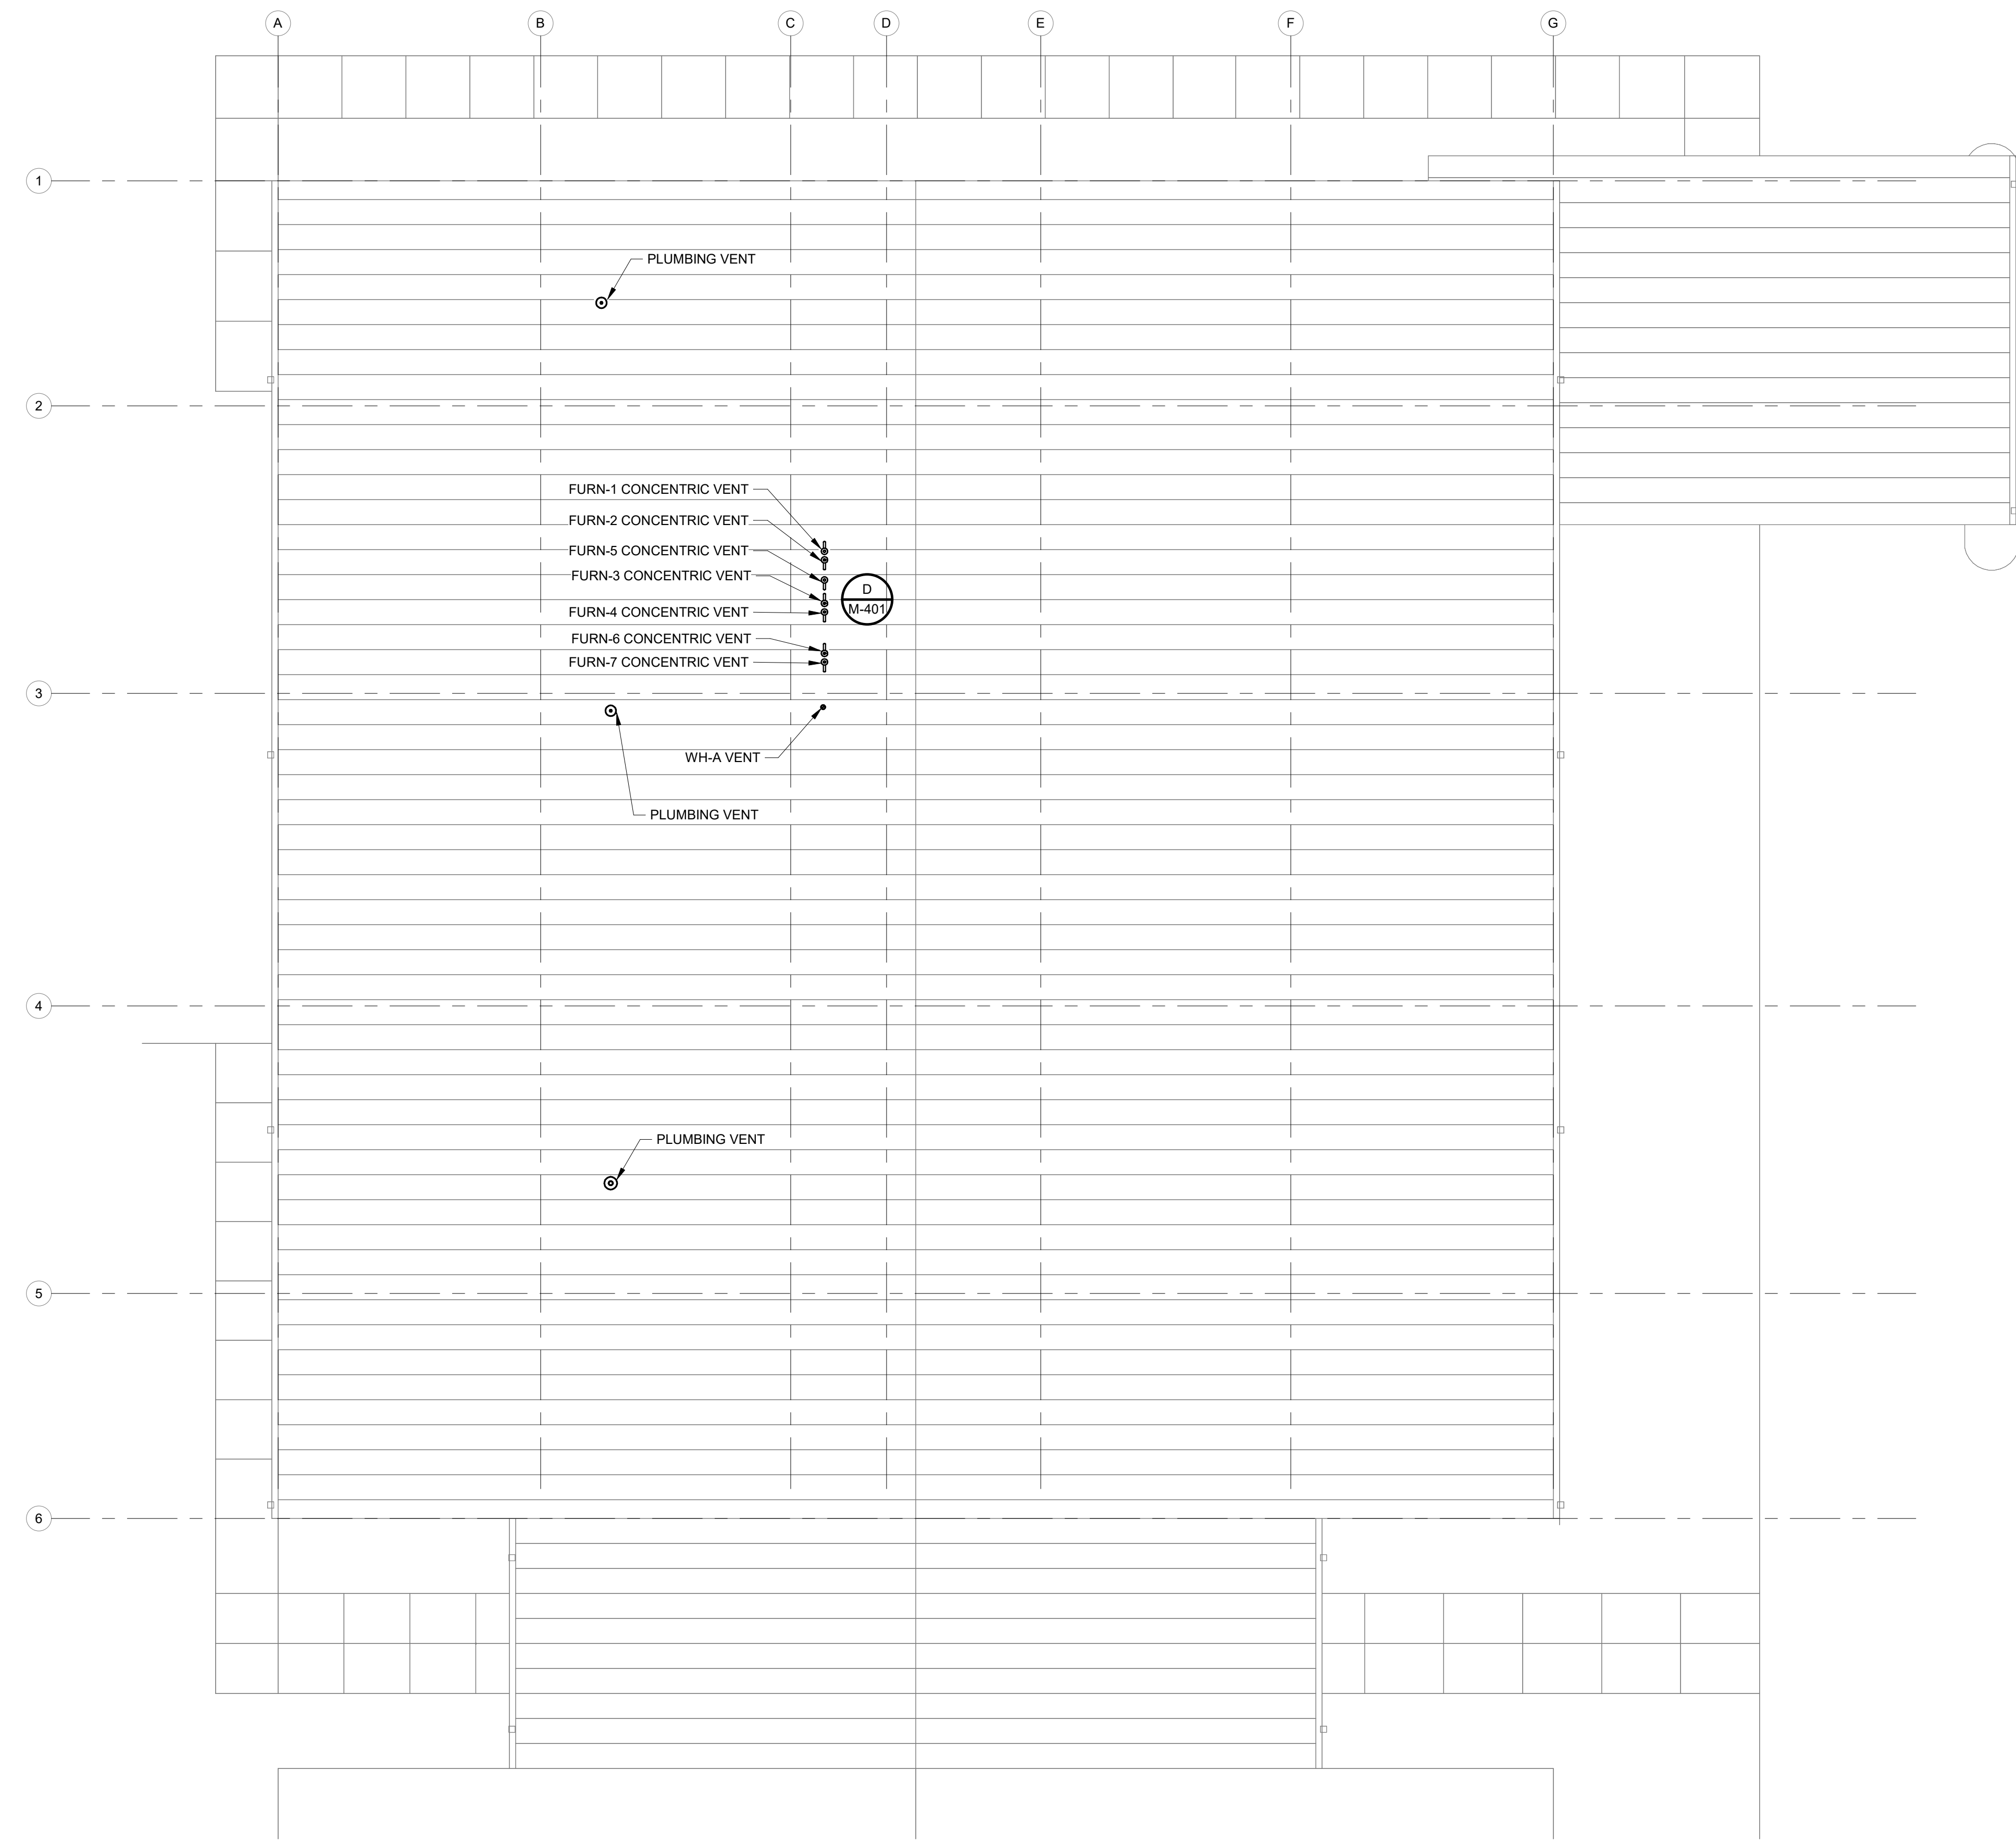 A
B
C
D
E
F
G
1
PLUMBING VENT
2
FURN-1 CONCENTRIC VENT
FURN-2 CONCENTRIC VENT
FURN-5 CONCENTRIC VENT
FURN-3 CONCENTRIC VENT
D
M-401
FURN-4 CONCENTRIC VENT
FURN-6 CONCENTRIC VENT
FURN-7 CONCENTRIC VENT
3
WH-A VENT
PLUMBING VENT
4
PLUMBING VENT
5
6